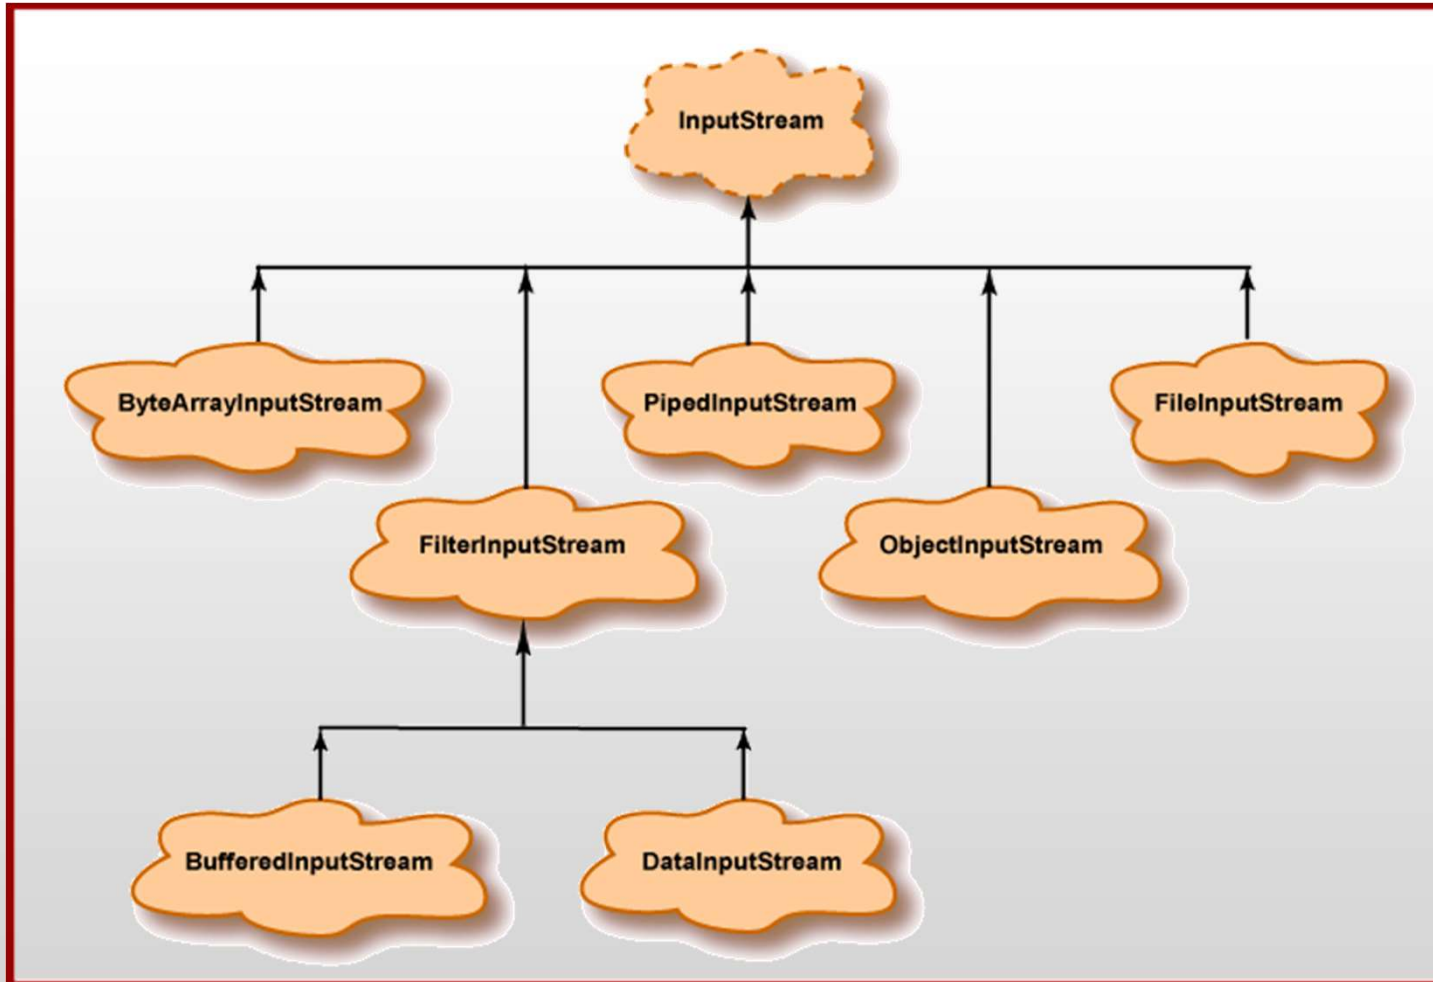 InputStream
ByteArrayInputStream
PipedInputStream
FileInputStream
FilterInputStream
ObjectInputStream
BufferedInputStream
DataInputStream